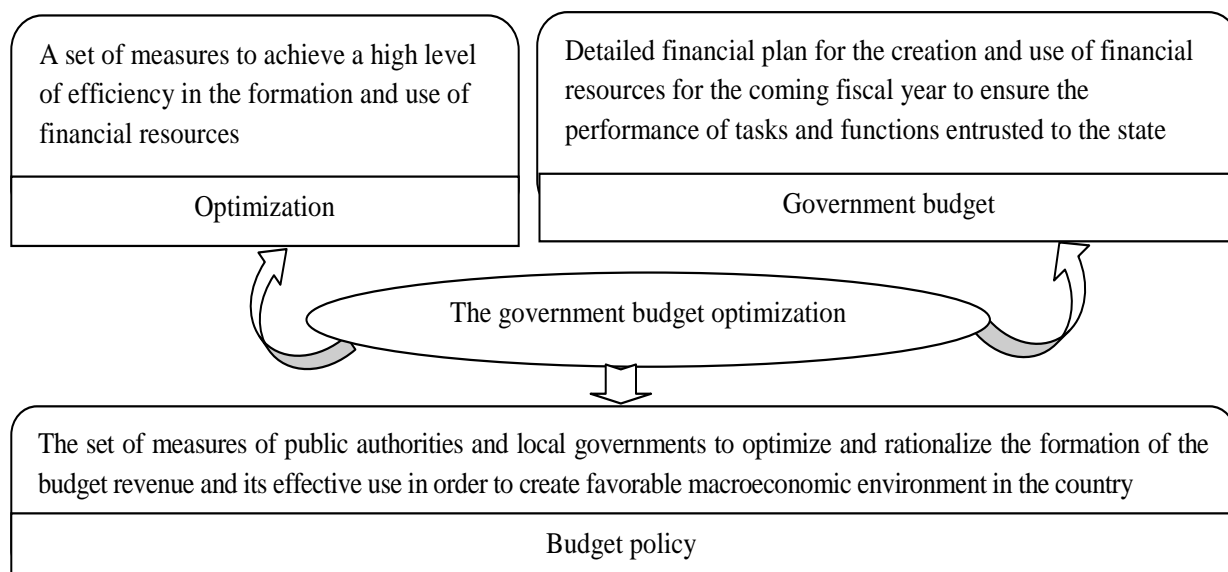 A set of measures to achieve a high level
of efficiency in the formation and use of
financial resources
Optimization
Detailed financial plan for the creation and use of financial
resources for the coming fiscal year to ensure the
performance of tasks and functions entrusted to the state
Government budget
The government budget optimization
The set of measures of public authorities and local governments to optimize and rationalize the formation of the
budget revenue and its effective use in order to create favorable macroeconomic environment in the country
Budget policy